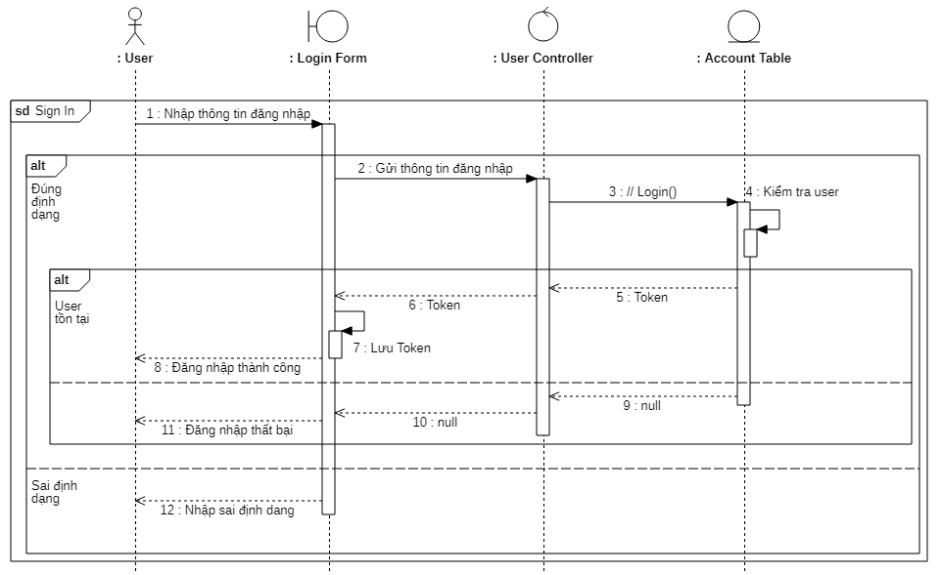 : User
: Login Form
: User Controller
: Account Table
sd Sign In
1 : Nhập thông tin đăng nhập
alt
Đúng
định
dạng
2 : Gửi thông tin đăng nhập
3 : // Login()
4 : Kiểm tra user
alt
User
tồn tại
5 : Token
6 : Token
7 : Lưu Token
8 : Đăng nhập thành công
9 : null
10 : null
11 : Đăng nhập thất bại
Sai định
dạng
12 : Nhập sai định dang